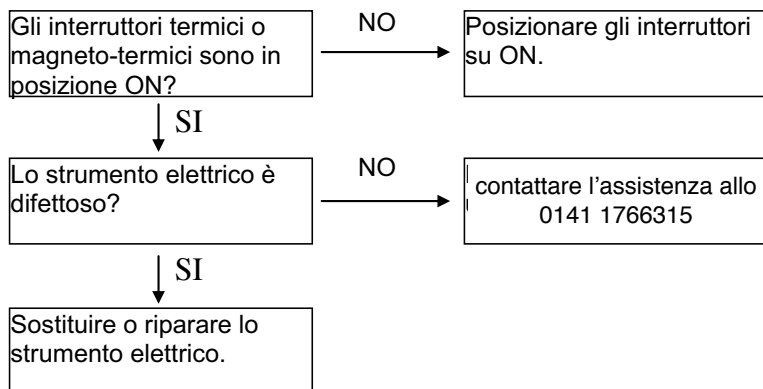 Gli interruttori termici o
magneto-termici sono in
posizione ON?
NO
Posizionare gli interruttori
su ON.
SI
Lo strumento elettrico è
difettoso?
NO
contattare l'assistenza allo
0141 1766315
SI
Sostituire o riparare lo
strumento elettrico.